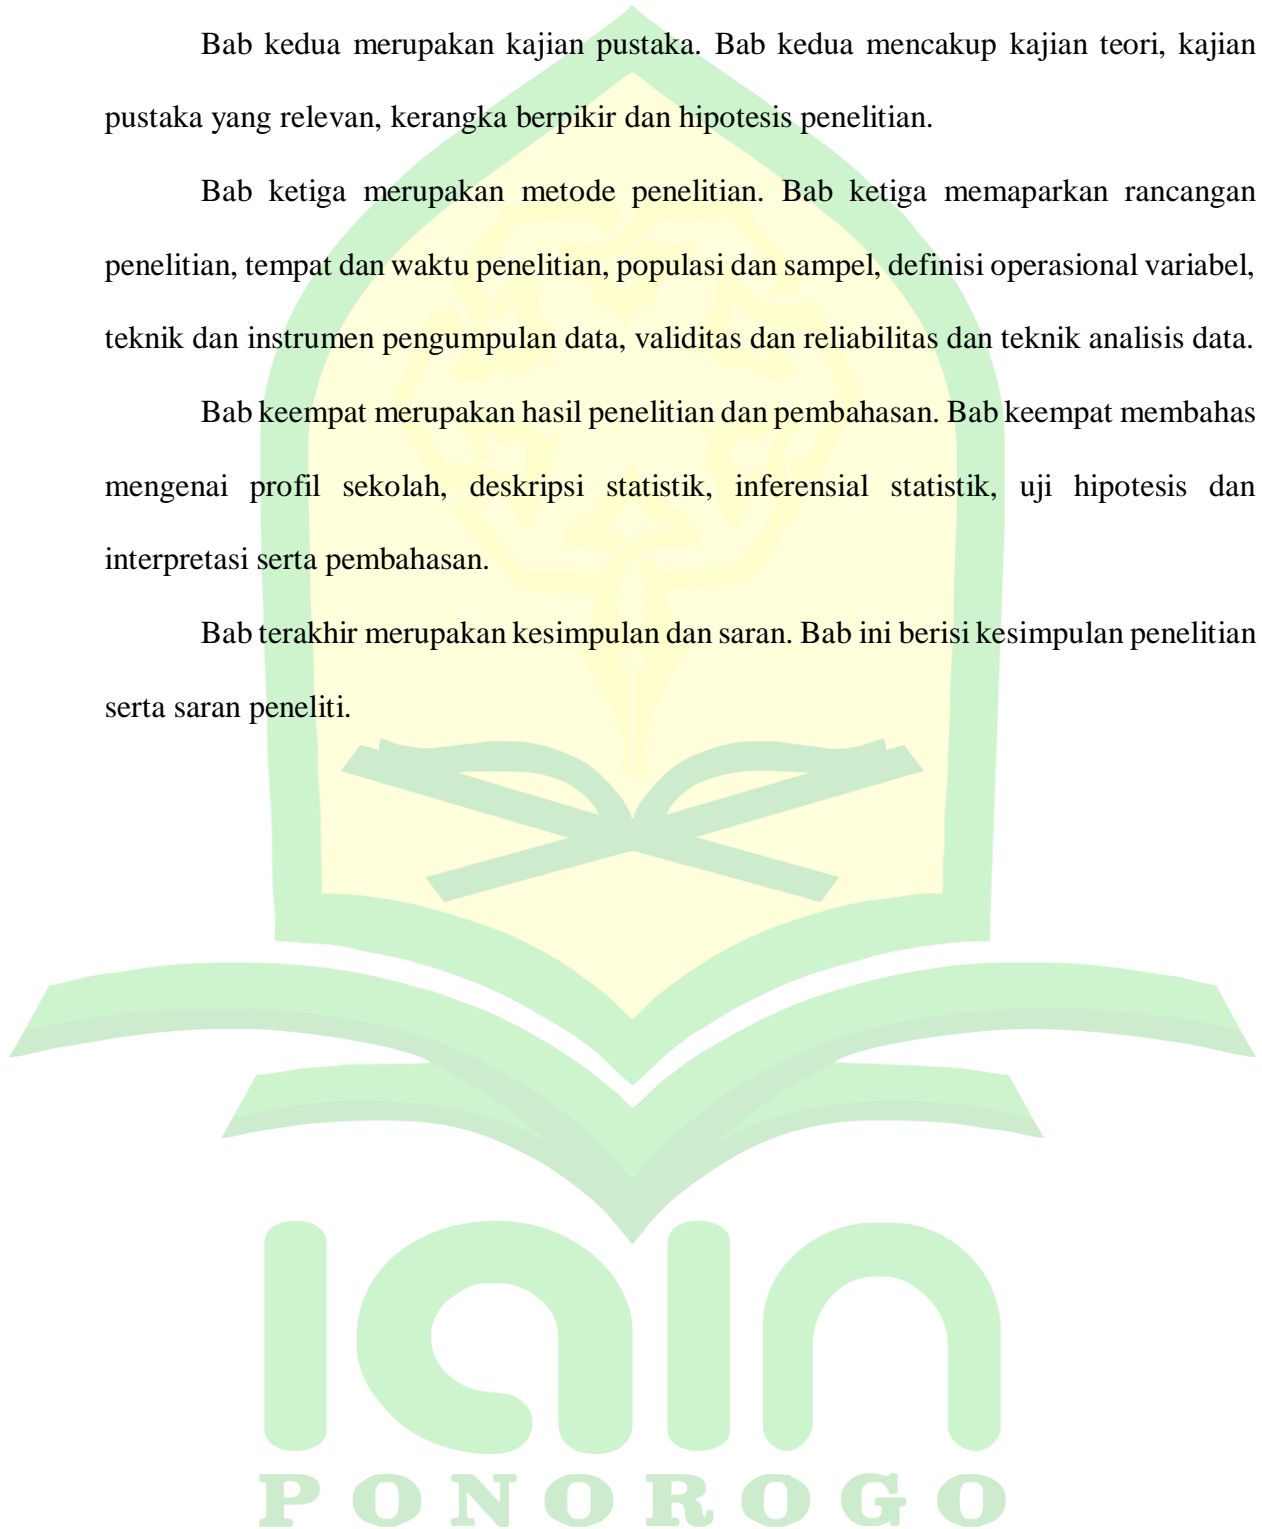 Bab kedua merupakan kajian pustaka. Bab kedua mencakup kajian teori, kajian
pustaka yang relevan, kerangka berpikir dan hipotesis penelitian.
Bab ketiga merupakan metode penelitian. Bab ketiga memaparkan rancangan
penelitian, tempat dan waktu penelitian, populasi dan sampel, definisi operasional variabel,
teknik dan instrumen pengumpulan data, validitas dan reliabilitas dan teknik analisis data.
Bab keempat merupakan hasil penelitian dan pembahasan. Bab keempat membahas
mengenai profil sekolah, deskripsi statistik, inferensial statistik, uji hipotesis dan
interpretasi serta pembahasan.
Bab terakhir merupakan kesimpulan dan saran. Bab ini berisi kesimpulan penelitian
serta saran peneliti.
IAIN
PONOROGO